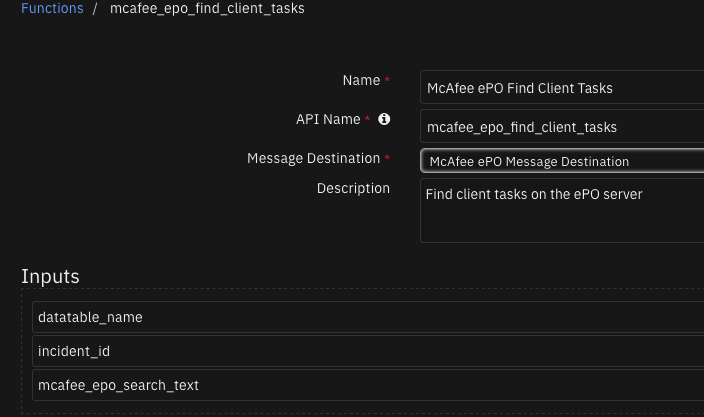 Functions / mcafee_epo_find_client_tasks
Name * McAfee ePO Find Client Tasks
API Name * mcafee_epo_find_client_tasks
Message Destination * McAfee ePO Message Destination
Description Find client tasks on the ePO server
Inputs
datatable_name
incident_id
mcafee_epo_search_text